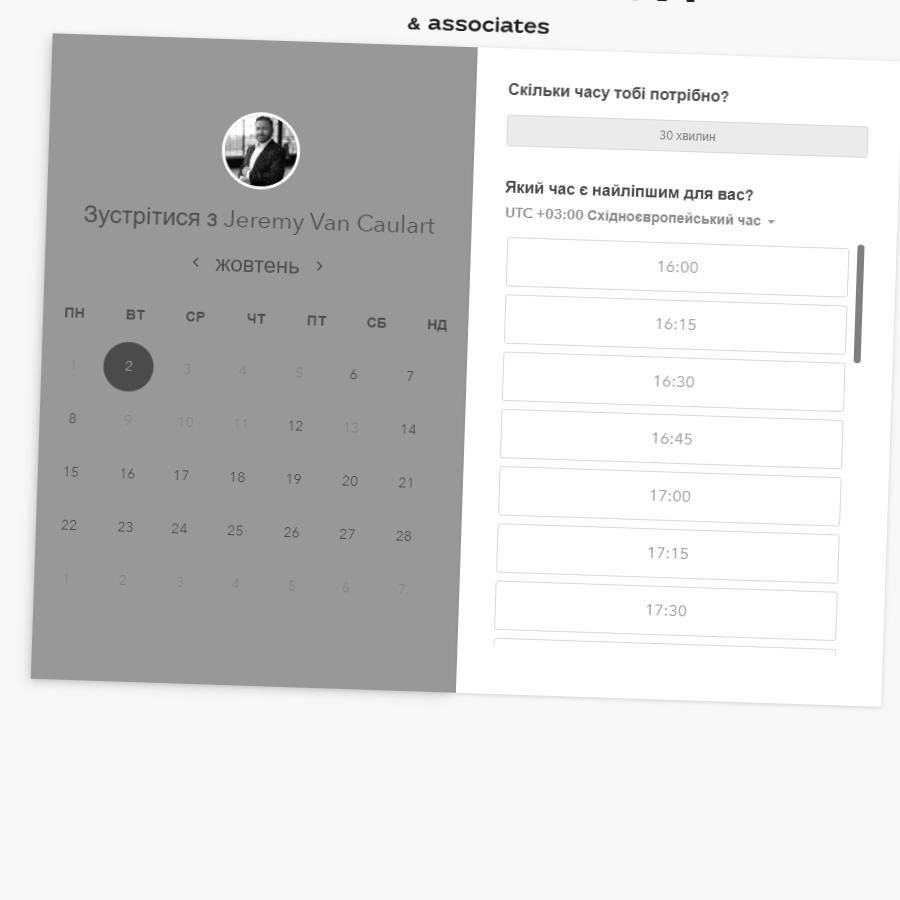 & associates
Зустрітися з Jeremy Van Caulart
жовтень
ПН ВТ СР ЧТ ПТ СБ НД
1 2 3 4 5 6 7
8 9 10 11 12 13 14
15 16 17 18 19 20 21
22 23 24 25 26 27 28
1 2 3 4 5 6 7
Скільки часу тобі потрібно?
30 хвилин
Який час є найліпшим для вас?
UTC +03:00 Східноєвропейський час
16:00
16:15
16:30
16:45
17:00
17:15
17:30